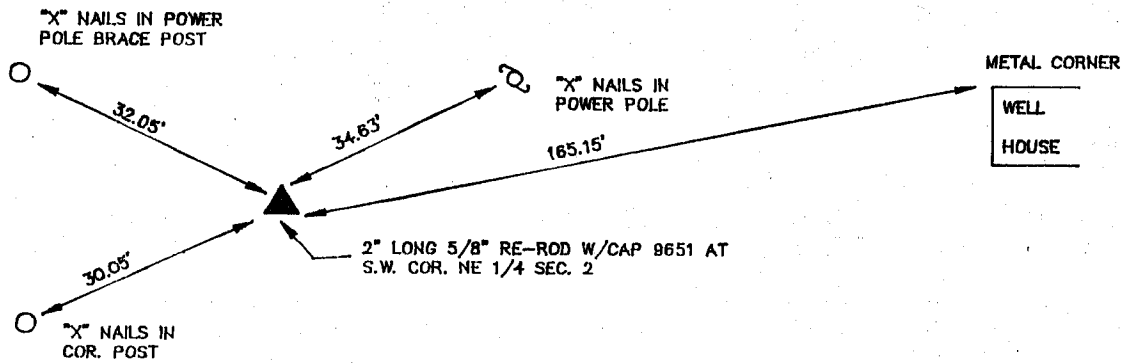 "X" NAILS IN POWER
POLE BRACE POST
"X" NAILS IN
POWER POLE
METAL CORNER
WELL
HOUSE
32.05'
34.63'
165.15'
30.05'
2" LONG 5/8" RE-ROD W/CAP 9651 AT
S.W. COR. NE 1/4 SEC. 2
"X" NAILS IN
COR. POST